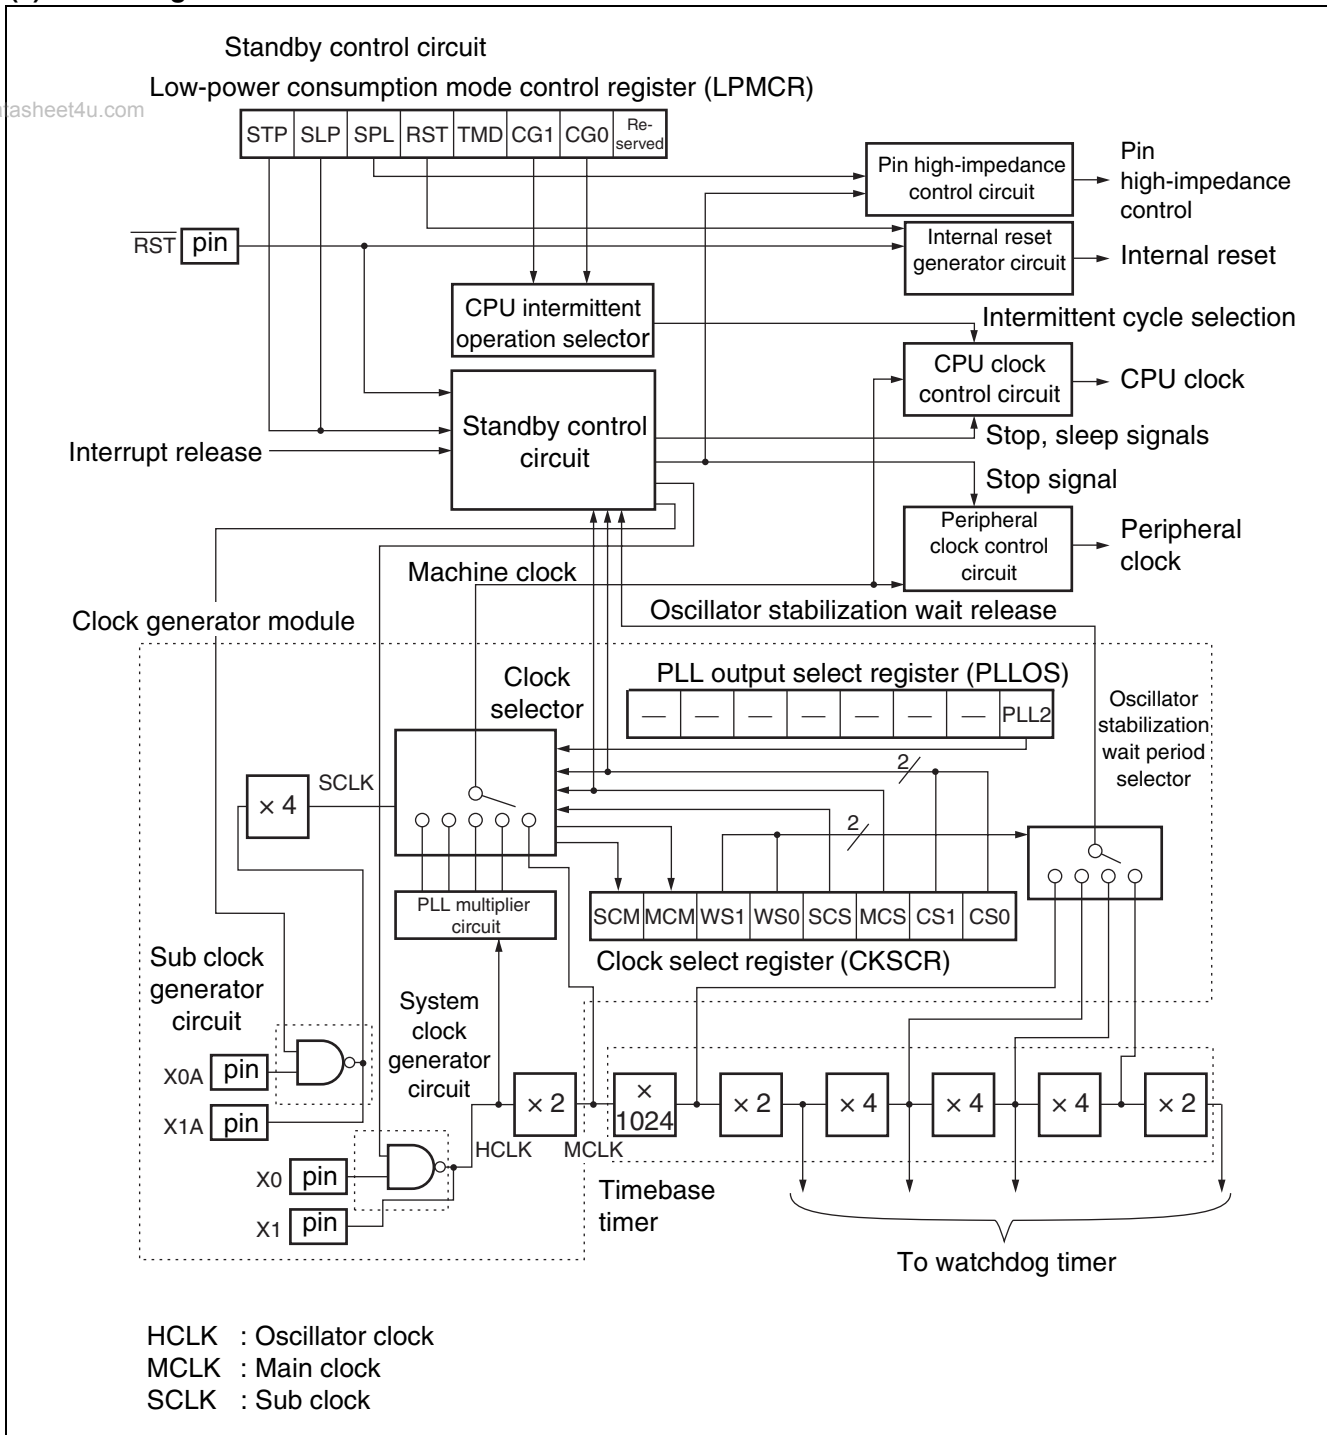 Standby control circuit
Low-power consumption mode control register (LPMCR)
tasheet4u.com
STP SLP SPL RST TMD CG1 CG0 Re-
served
Pin high-impedance
control circuit
Pin
high-impedance
control
RST pin
Internal reset
generator circuit
Internal reset
CPU intermittent
operation selector
Intermittent cycle selection
CPU clock
control circuit
CPU clock
Standby control
circuit
Stop, sleep signals
Interrupt release
Stop signal
Peripheral
clock control
circuit
Peripheral
clock
Machine clock
Oscillator stabilization wait release
Clock generator module
Clock
selector
PLL output select register (PLLOS)
— — — — — — — PLL2
Oscillator
stabilization
wait period
selector
2
× 4
SCLK
2
PLL multiplier
circuit
SCM MCM WS1 WS0 SCS MCS CS1 CS0
Clock select register (CKSCR)
Sub clock
generator
circuit
System
clock
generator
circuit
X0A pin
X1A pin
× 2
×
1024
× 2
× 4
× 4
× 4
× 2
HCLK
MCLK
X0 pin
X1 pin
Timebase
timer
To watchdog timer
HCLK : Oscillator clock
MCLK : Main clock
SCLK : Sub clock